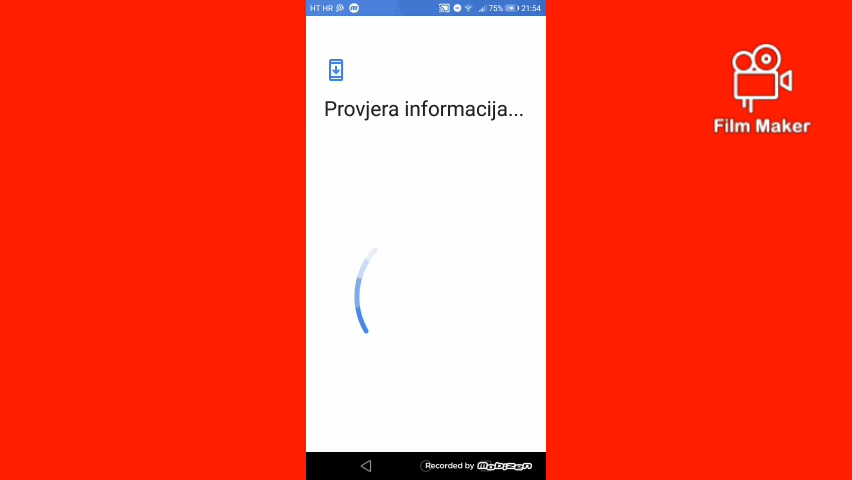 HT HR 75% 21:54
Provjera informacija...
Film Maker
Recorded by Mobizen